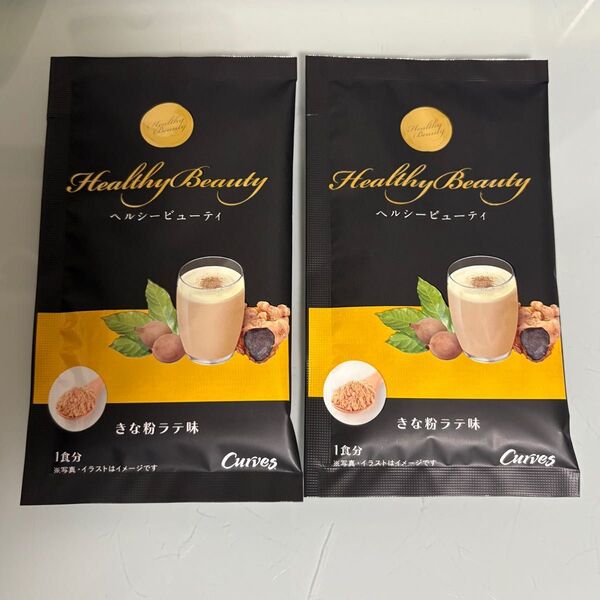 Healthy
Beauty
Healthy Beauty
ヘルシービューティ
きな粉ラテ味
1食分
※写真・イラストはイメージです
Curves
Healthy
Beauty
Healthy Beauty
ヘルシービューティ
きな粉ラテ味
1食分
※写真・イラストはイメージです
Curves